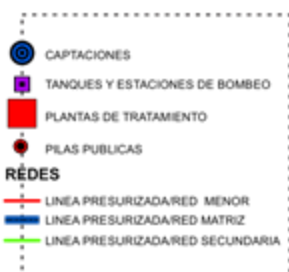 CAPTACIONES
TANQUES Y ESTACIONES DE BOMBEO
PLANTAS DE TRATAMIENTO
PILAS PUBLICAS
REDES
LINEA PRESURIZADA/RED MENOR
LINEA PRESURIZADA/RED MATRIZ
LINEA PRESURIZADA/RED SECUNDARIA